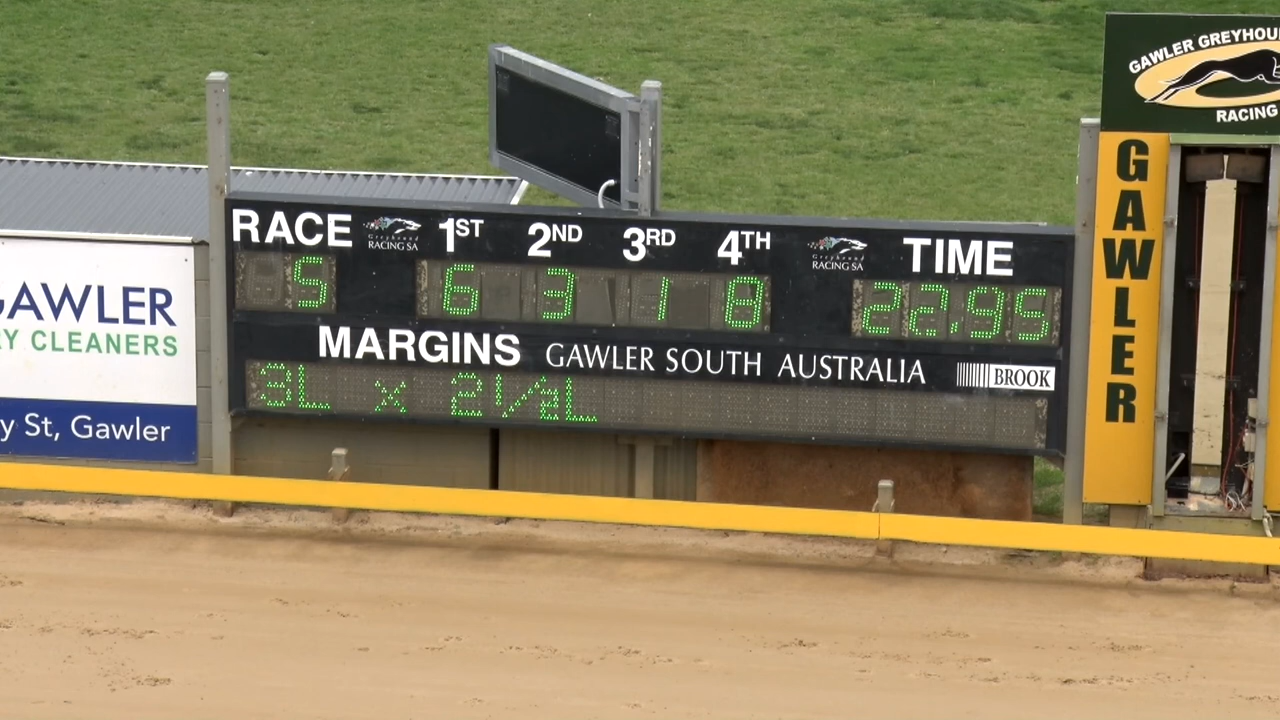 GAWLER GREYHOU
RACING
GAWLER
RACE
Greyhound
RACING SA
1ST 2ND 3RD 4TH
Greyhound
RACING SA
TIME
5 6 3 1 8 22.95
MARGINS GAWLER SOUTH AUSTRALIA
BROOK
3L x 2½L
GAWLER
RY CLEANERS
y St, Gawler